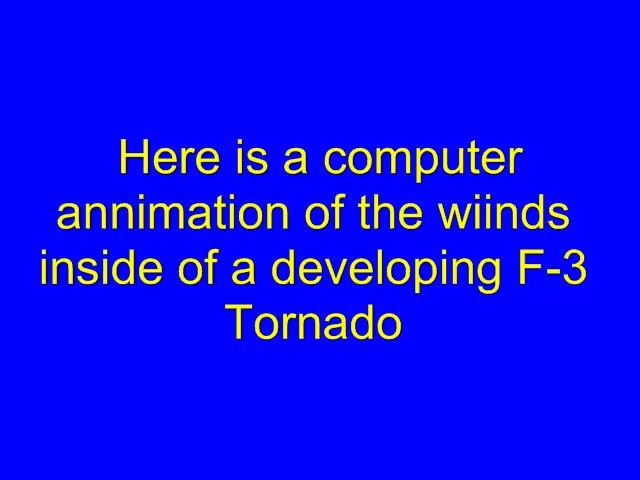 Here is a computer
annimation of the wiinds
inside of a developing F-3
Tornado